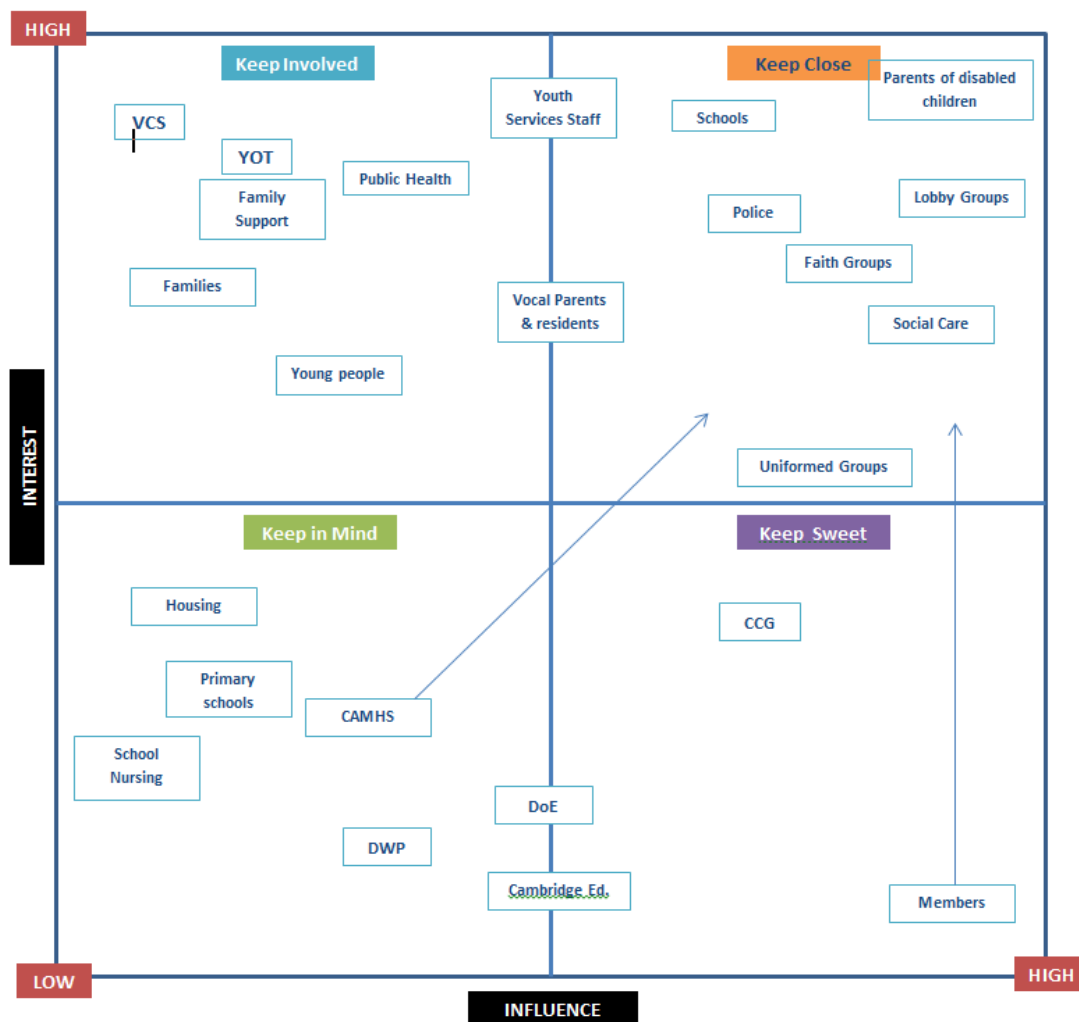 HIGH
Keep Involved
Keep Close
Parents of disabled
children
Youth
Services Staff
VCS
Schools
YOT
Public Health
Family
Support
Lobby Groups
Police
Faith Groups
Families
Vocal Parents
& residents
Social Care
Young people
INTEREST
Uniformed Groups
Keep in Mind
Keep Sweet
Housing
CCG
Primary
schools
CAMHS
School
Nursing
DoE
DWP
Cambridge Ed.
Members
LOW
HIGH
INFLUENCE